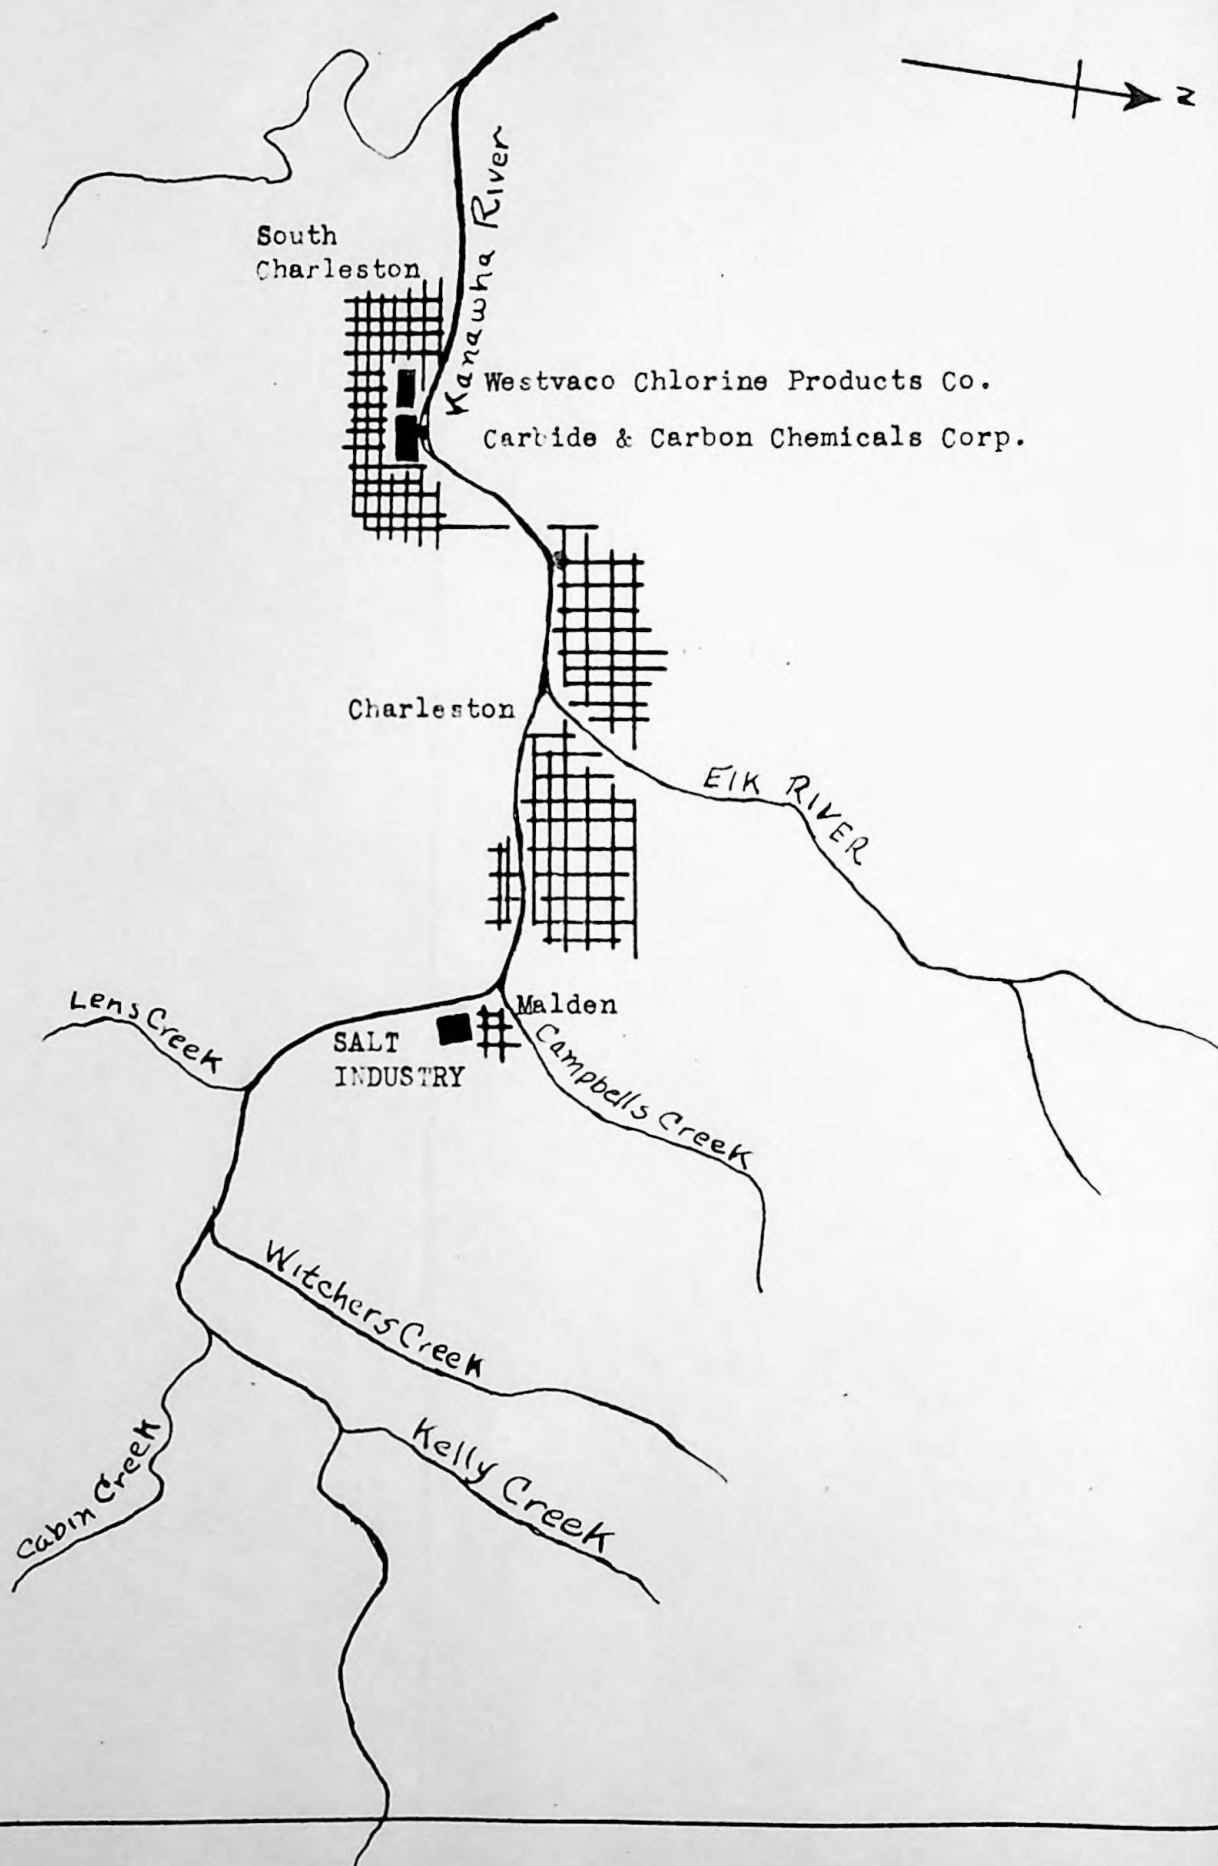 N
Kanawha River
South
Charleston
Westvaco Chlorine Products Co.
Carbide & Carbon Chemicals Corp.
Charleston
ElK RIVER
Malden
Lens Creek
SALT
INDUSTRY
Campbells Creek
Witchers Creek
Kelly Creek
Cabin Creek